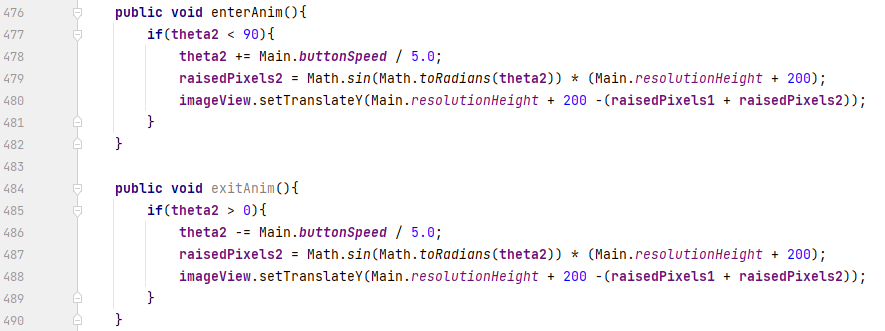 476 public void enterAnim(){
477 if(theta2 < 90){
478 theta2 += Main.buttonSpeed / 5.0;
479 raisedPixels2 = Math.sin(Math.toRadians(theta2)) * (Main.resolutionHeight + 200);
480 imageView.setTranslateY(Main.resolutionHeight + 200 -(raisedPixels1 + raisedPixels2));
481 }
482 }
483
484 public void exitAnim(){
485 if(theta2 > 0){
486 theta2 -= Main.buttonSpeed / 5.0;
487 raisedPixels2 = Math.sin(Math.toRadians(theta2)) * (Main.resolutionHeight + 200);
488 imageView.setTranslateY(Main.resolutionHeight + 200 -(raisedPixels1 + raisedPixels2));
489 }
490 }